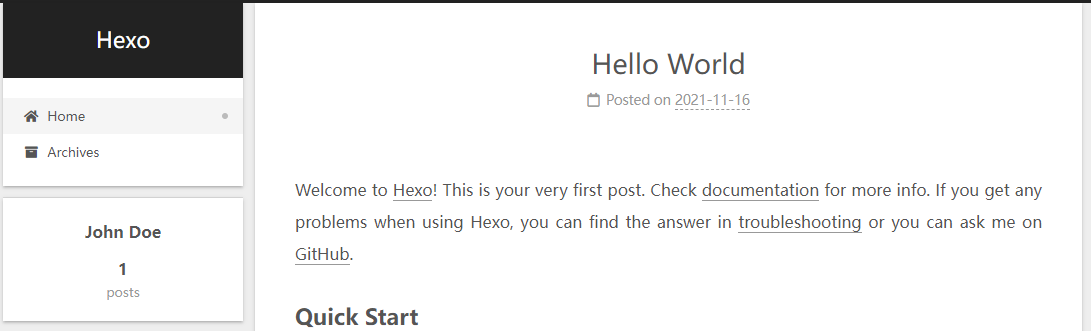 Hexo
Home
Archives
John Doe
1
posts
Hello World
Posted on 2021-11-16
Welcome to Hexo! This is your very first post. Check documentation for more info. If you get any
problems when using Hexo, you can find the answer in troubleshooting or you can ask me on
GitHub.
Quick Start